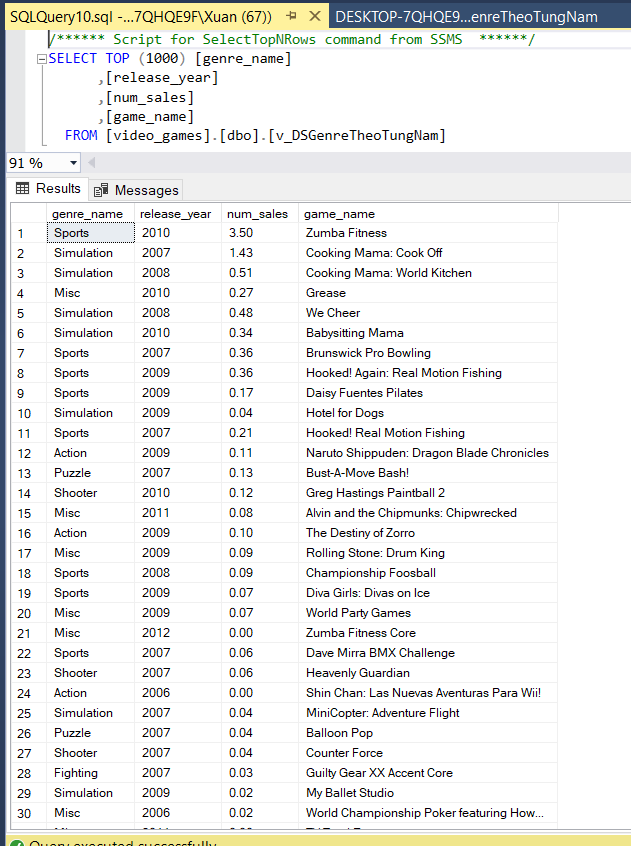 SQLQuery10.sql -...7QHQE9F\Xuan (67)) DESKTOP-7QHQE9...enreTheoTungNam
/****** Script for SelectTopNRows command from SSMS ******/
SELECT TOP (1000) [genre_name]
,[release_year]
,[num_sales]
,[game_name]
FROM [video_games].[dbo].[v_DSGenreTheoTungNam]
91 %
Results Messages
genre_name release_year num_sales game_name
1 Sports 2010 3.50 Zumba Fitness
2 Simulation 2007 1.43 Cooking Mama: Cook Off
3 Simulation 2008 0.51 Cooking Mama: World Kitchen
4 Misc 2010 0.27 Grease
5 Simulation 2008 0.48 We Cheer
6 Simulation 2010 0.34 Babysitting Mama
7 Sports 2007 0.36 Brunswick Pro Bowling
8 Sports 2009 0.36 Hooked! Again: Real Motion Fishing
9 Sports 2009 0.17 Daisy Fuentes Pilates
10 Simulation 2009 0.04 Hotel for Dogs
11 Sports 2007 0.21 Hooked! Real Motion Fishing
12 Action 2009 0.11 Naruto Shippuden: Dragon Blade Chronicles
13 Puzzle 2007 0.13 Bust-A-Move Bash!
14 Shooter 2010 0.12 Greg Hastings Paintball 2
15 Misc 2011 0.08 Alvin and the Chipmunks: Chipwrecked
16 Action 2009 0.10 The Destiny of Zorro
17 Misc 2009 0.09 Rolling Stone: Drum King
18 Sports 2008 0.09 Championship Foosball
19 Sports 2009 0.07 Diva Girls: Divas on Ice
20 Misc 2009 0.07 World Party Games
21 Misc 2012 0.00 Zumba Fitness Core
22 Sports 2007 0.06 Dave Mirra BMX Challenge
23 Shooter 2007 0.06 Heavenly Guardian
24 Action 2006 0.00 Shin Chan: Las Nuevas Aventuras Para Wii!
25 Simulation 2007 0.04 MiniCopter: Adventure Flight
26 Puzzle 2007 0.04 Balloon Pop
27 Shooter 2007 0.04 Counter Force
28 Fighting 2007 0.03 Guilty Gear XX Accent Core
29 Simulation 2009 0.02 My Ballet Studio
30 Misc 2006 0.02 World Championship Poker featuring How...
Query executed successfully